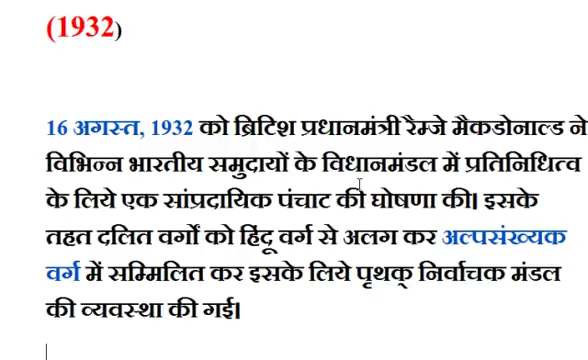 (1932)
16 अगस्त, 1932 को ब्रिटिश प्रधानमंत्री रैम्जे मैकडोनाल्ड ने
विभिन्न भारतीय समुदायों के विधानमंडल में प्रतिनिधित्व
के लिये एक सांप्रदायिक पंचाट की घोषणा की। इसके
तहत दलित वर्गों को हिंदू वर्ग से अलग कर अल्पसंख्यक
वर्ग में सम्मिलित कर इसके लिये पृथक् निर्वाचक मंडल
की व्यवस्था की गई।